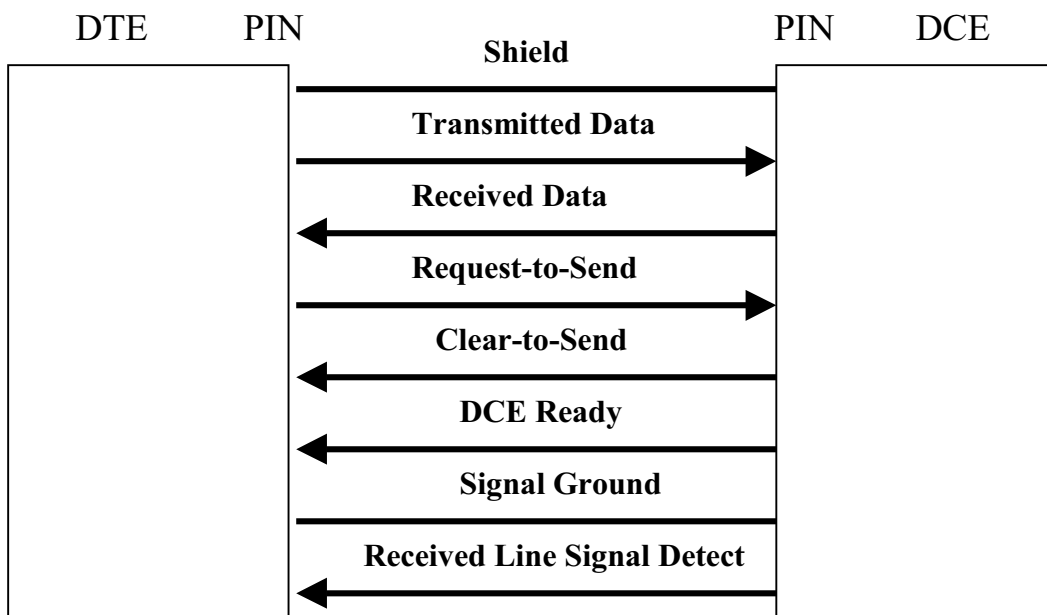 DTE PIN PIN DCE
Shield
Transmitted Data
Received Data
Request-to-Send
Clear-to-Send
DCE Ready
Signal Ground
Received Line Signal Detect